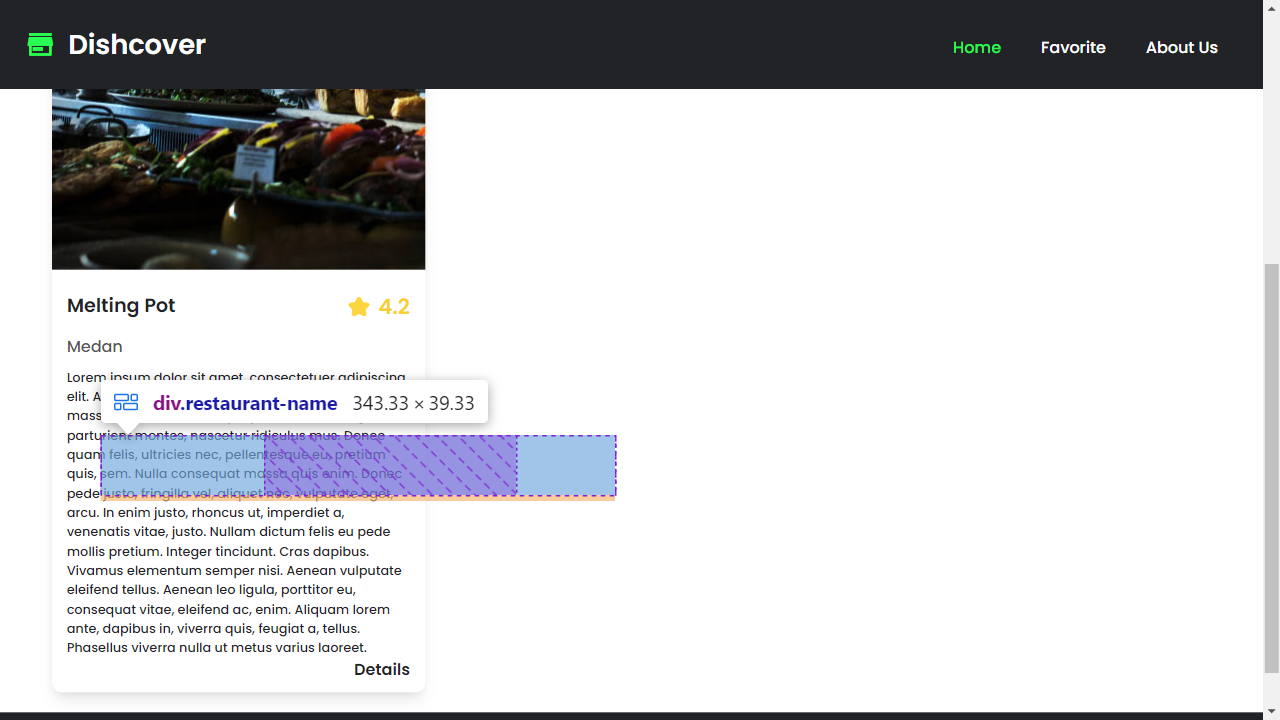 Dishcover
Home Favorite About Us
Melting Pot 4.2
Medan
Lorem ipsum dolor sit amet, consectetuer adipiscing
elit. A
div.restaurant-name 343.33 × 39.33
mass
parturient montes, nascetur ridiculus mus. Donec
quam felis, ultricies nec, pellentesque eu, pretium
quis, sem. Nulla consequat massa quis enim. Donec
pede justo, fringilla vel, aliquet nec, vulputate eget,
arcu. In enim justo, rhoncus ut, imperdiet a,
venenatis vitae, justo. Nullam dictum felis eu pede
mollis pretium. Integer tincidunt. Cras dapibus.
Vivamus elementum semper nisi. Aenean vulputate
eleifend tellus. Aenean leo ligula, porttitor eu,
consequat vitae, eleifend ac, enim. Aliquam lorem
ante, dapibus in, viverra quis, feugiat a, tellus.
Phasellus viverra nulla ut metus varius laoreet.
Details